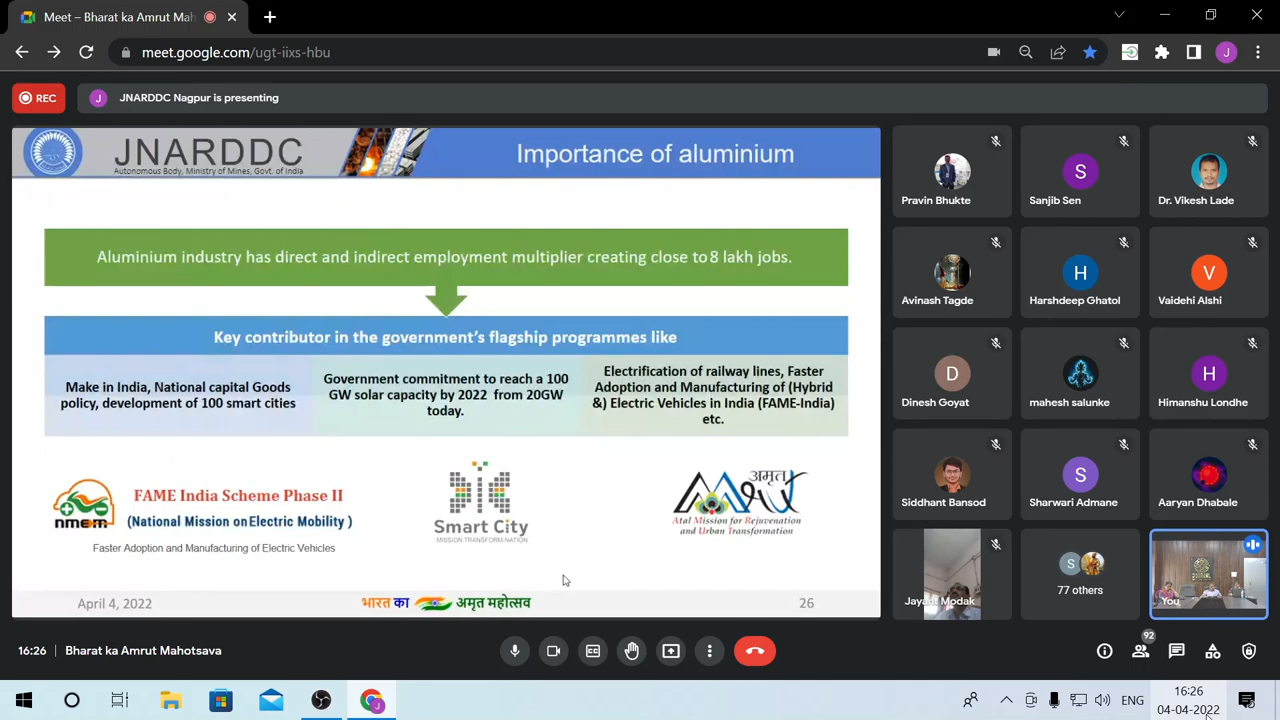 Meet – Bharat ka Amrut Mah
meet.google.com/ugt-iixs-hbu
REC
J
JNARDDC Nagpur is presenting
JNARDDC
Autonomous Body, Ministry of Mines, Govt. of India
Importance of aluminium
Aluminium industry has direct and indirect employment multiplier creating close to 8 lakh jobs.
Key contributor in the government's flagship programmes like
Make in India, National capital Goods
policy, development of 100 smart cities
Government commitment to reach a 100
GW solar capacity by 2022 from 20GW
today.
Electrification of railway lines, Faster
Adoption and Manufacturing of (Hybrid
&) Electric Vehicles in India (FAME-India)
etc.
nmem
FAME India Scheme Phase II
(National Mission on Electric Mobility )
Faster Adoption and Manufacturing of Electric Vehicles
Smart City
MISSION TRANSFORM-NATION
अमृत
AMRUT
Atal Mission for Rejuvenation
and Urban Transformation
April 4, 2022
भारत का अमृत महोत्सव
26
Pravin Bhukte
S
Sanjib Sen
Dr. Vikesh Lade
Avinash Tagde
H
Harshdeep Ghatol
V
Vaidehi Alshi
D
Dinesh Goyat
mahesh salunke
H
Himanshu Londhe
Siddhant Bansod
S
Sharwari Admane
Aaryan Dhabale
Jayant Modak
S
77 others
You
16:26 | Bharat ka Amrut Mahotsava
92
ENG
16:26
04-04-2022